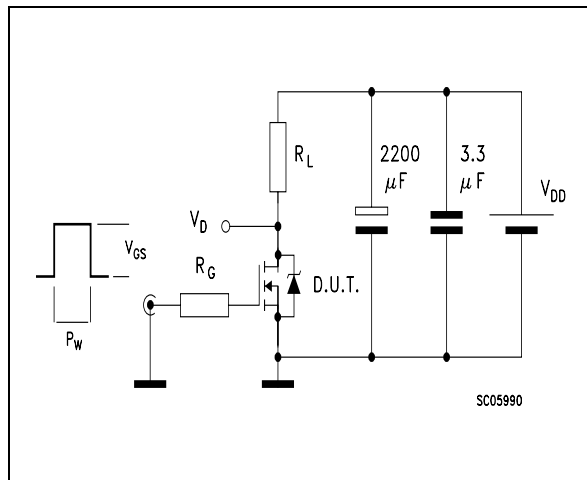 R_L
2200
μF
3.3
μF
V_DD
V_D
V_GS
R_G
D.U.T.
P_W
SC05990